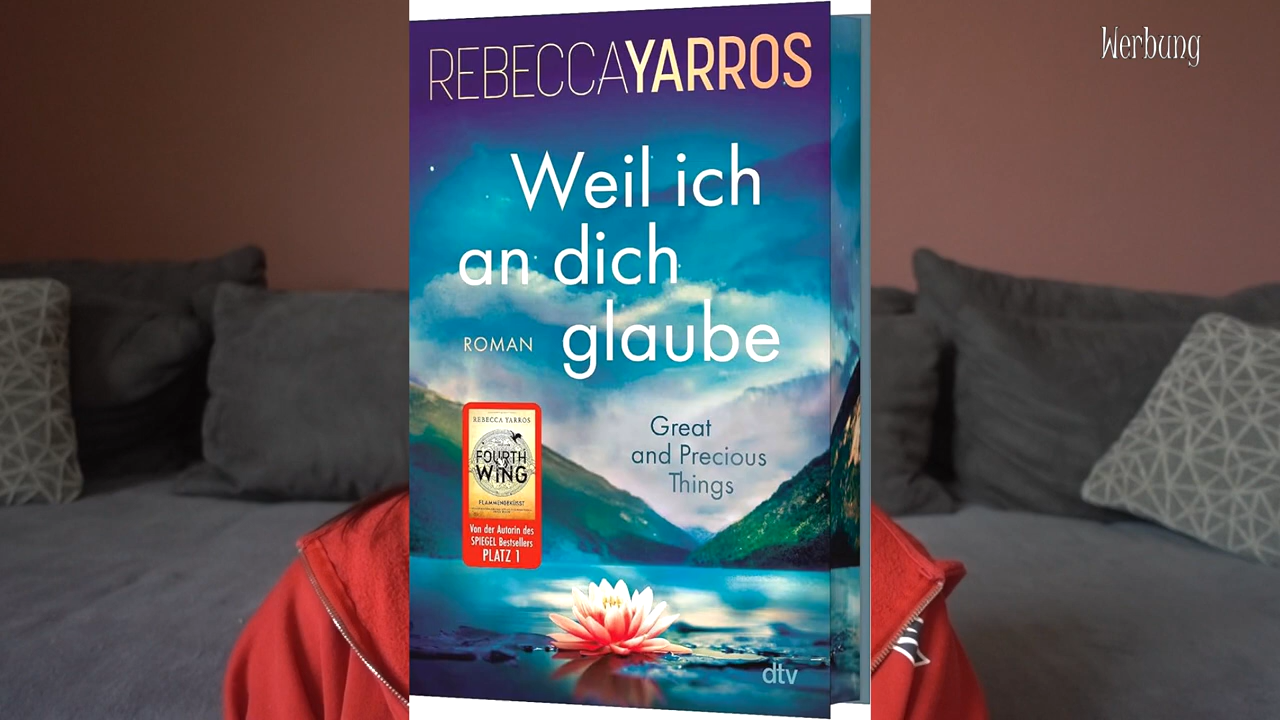 Werbung
REBECCA YARROS
Weil ich
an dich
glaube
ROMAN
Great
and Precious
Things
REBECCA YARROS
FOURTH
WING
FLAMMENGEKÜSST
Von der Autorin des
SPIEGEL Bestsellers
PLATZ 1
dtv